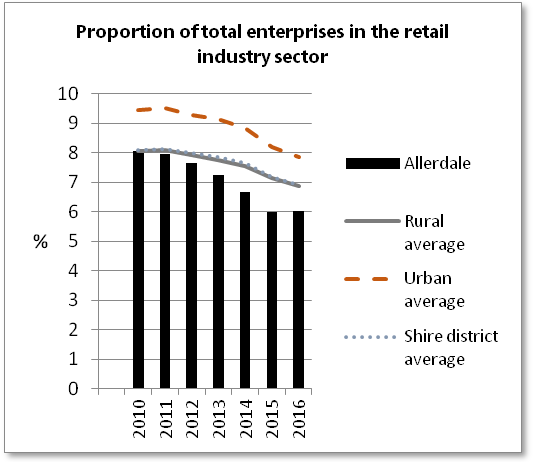 Proportion of total enterprises in the retail
industry sector
10
9
8
7
6
5
4
3
2
1
0
%
2010
2011
2012
2013
2014
2015
2016
Allerdale
Rural
average
Urban
average
Shire district
average